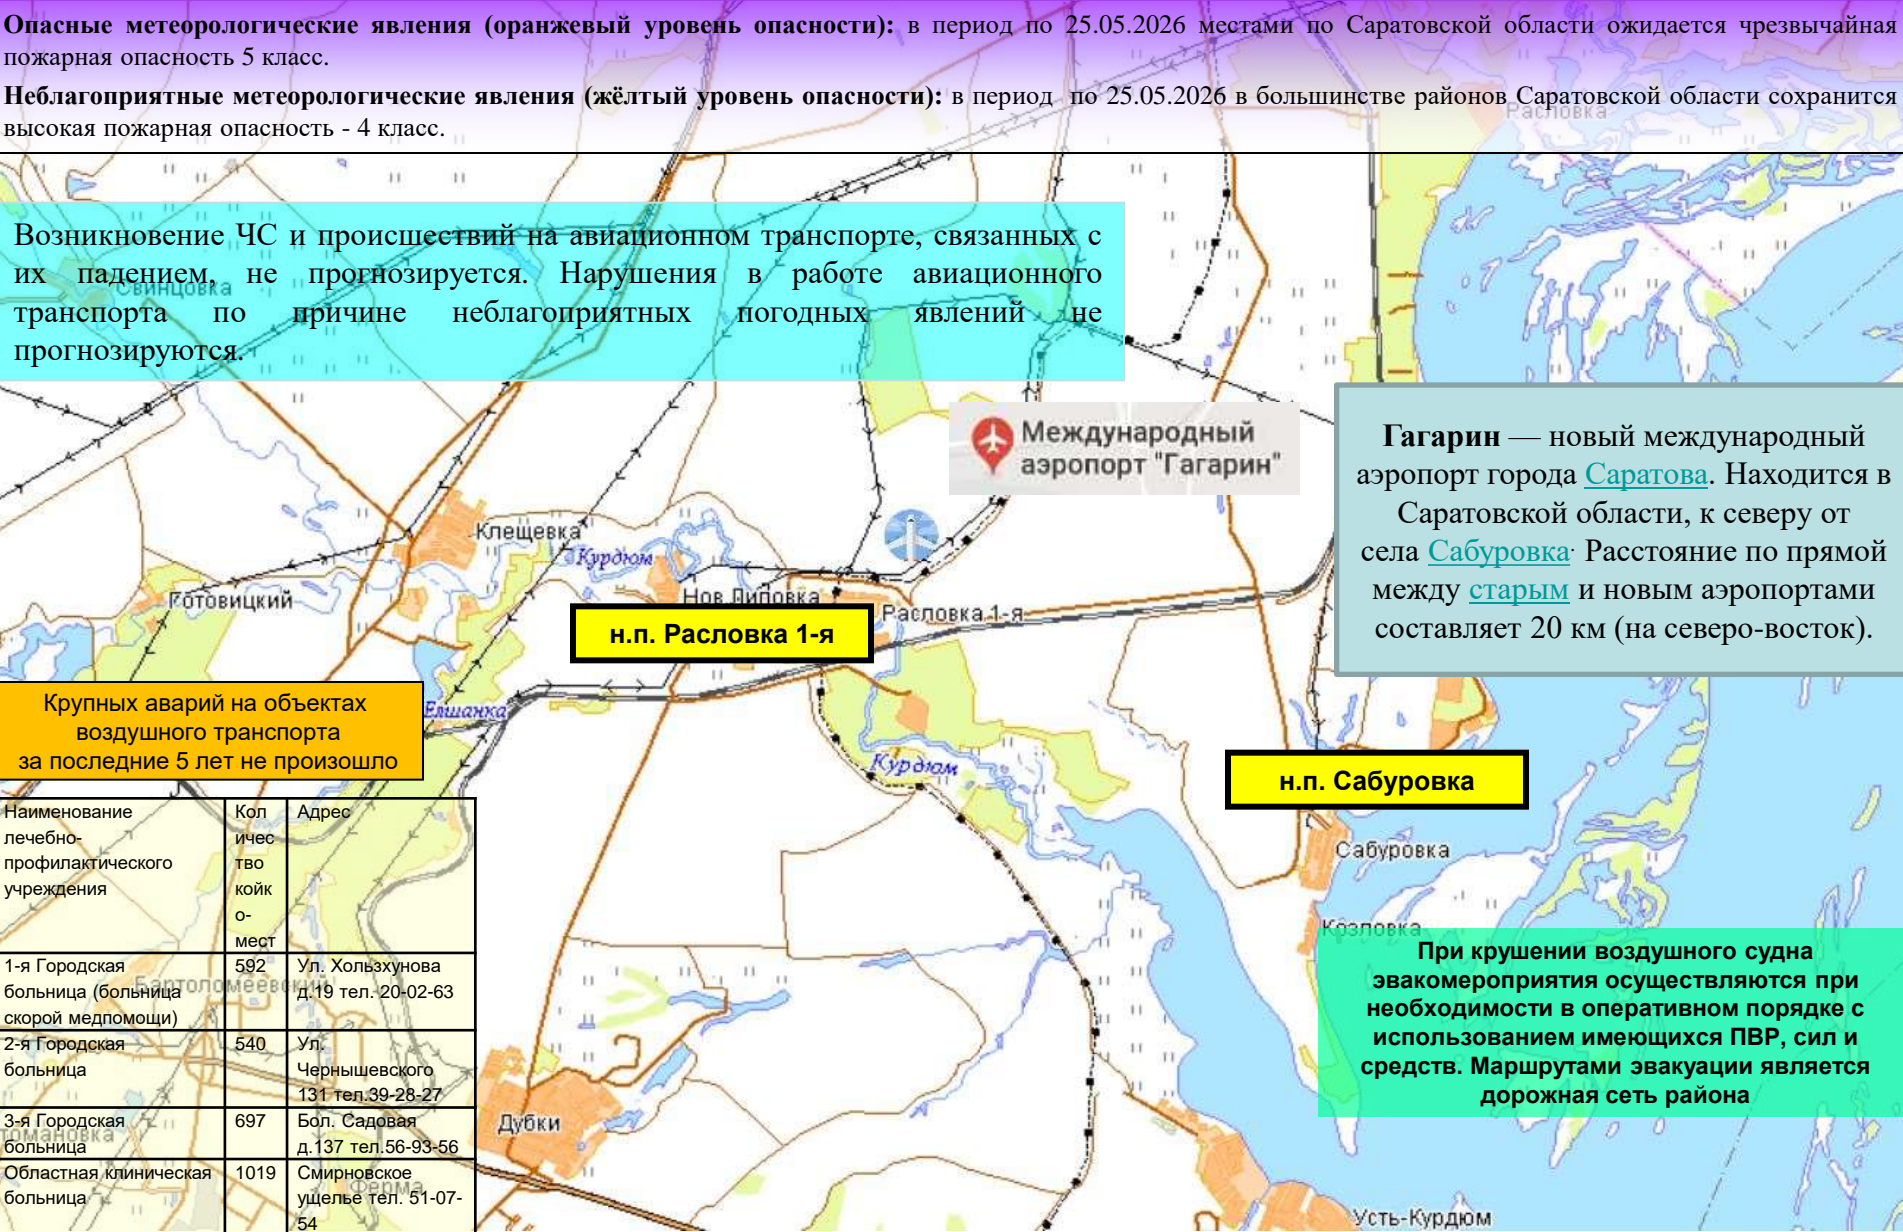 Опасные метеорологические явления (оранжевый уровень опасности): в период по 25.05.2026 местами по Саратовской области ожидается чрезвычайная
пожарная опасность 5 класс.
Неблагоприятные метеорологические явления (жёлтый уровень опасности): в период по 25.05.2026 в большинстве районов Саратовской области сохранится
высокая пожарная опасность - 4 класс.
Расловка
Возникновение ЧС и происшествий на авиационном транспорте, связанных с
их падением, не прогнозируется. Нарушения в работе авиационного
транспорта по причине неблагоприятных погодных явлений не
прогнозируются.
Свинцовка
Международный
аэропорт "Гагарин"
Гагарин — новый международный
аэропорт города Саратова. Находится в
Саратовской области, к северу от
села Сабуровка. Расстояние по прямой
между старым и новым аэропортами
составляет 20 км (на северо-восток).
Клещевка
Курдюм
Готовицкий
Нов Липовка
Расловка 1-я
н.п. Расловка 1-я
Елшанка
Крупных аварий на объектах
воздушного транспорта
за последние 5 лет не произошло
Курдюм
н.п. Сабуровка
Сабуровка
Козловка
Наименование
лечебно-
профилактического
учреждения
Кол
ичес
тво
койк
о-
мест
Адрес
1-я Городская
больница (больница
скорой медпомощи)
592
Ул. Хользхунова
д.19 тел. 20-02-63
2-я Городская
больница
540
Ул.
Чернышевского
131 тел.39-28-27
3-я Городская
больница
697
Бол. Садовая
д.137 тел.56-93-56
Областная клиническая
больница
1019
Смирновское
ущелье тел. 51-07-
54
Ферма
Дубки
При крушении воздушного судна
эвакомероприятия осуществляются при
необходимости в оперативном порядке с
использованием имеющихся ПВР, сил и
средств. Маршрутами эвакуации является
дорожная сеть района
Усть-Курдюм